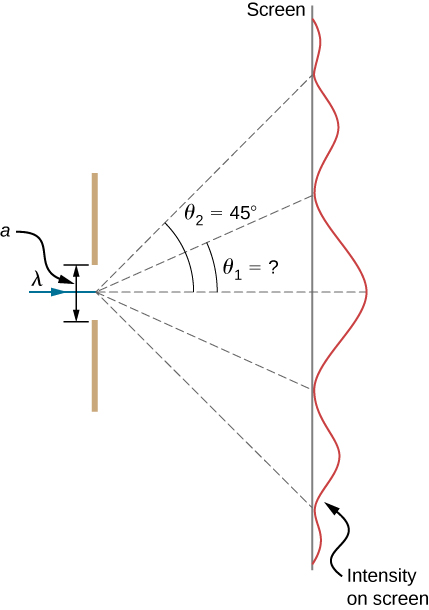 Screen
θ₂ = 45°
a
θ₁ = ?
λ
Intensity
on screen